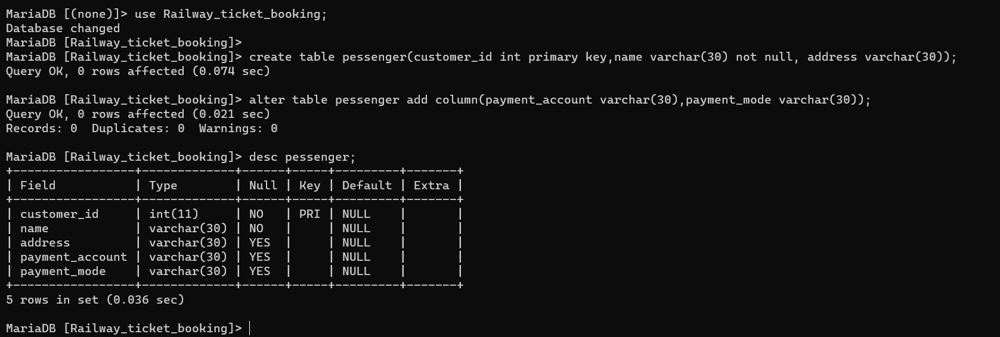 MariaDB [(none)]> use Railway_ticket_booking;
Database changed
MariaDB [Railway_ticket_booking]>
MariaDB [Railway_ticket_booking]> create table pessenger(customer_id int primary key,name varchar(30) not null, address varchar(30));
Query OK, 0 rows affected (0.074 sec)

MariaDB [Railway_ticket_booking]> alter table pessenger add column(payment_account varchar(30),payment_mode varchar(30));
Query OK, 0 rows affected (0.021 sec)
Records: 0  Duplicates: 0  Warnings: 0

MariaDB [Railway_ticket_booking]> desc pessenger;
+-----------------+-------------+------+-----+---------+-------+
| Field           | Type        | Null | Key | Default | Extra |
+-----------------+-------------+------+-----+---------+-------+
| customer_id     | int(11)     | NO   | PRI | NULL    |       |
| name            | varchar(30) | NO   |     | NULL    |       |
| address         | varchar(30) | YES  |     | NULL    |       |
| payment_account | varchar(30) | YES  |     | NULL    |       |
| payment_mode    | varchar(30) | YES  |     | NULL    |       |
+-----------------+-------------+------+-----+---------+-------+
5 rows in set (0.036 sec)

MariaDB [Railway_ticket_booking]>